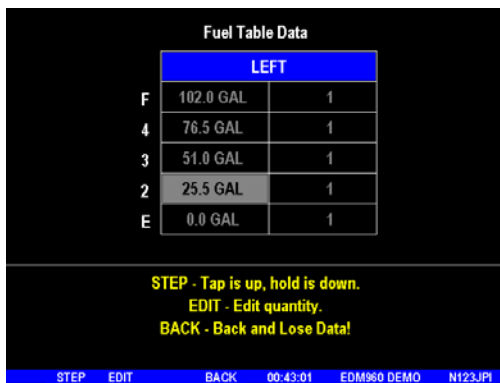 Fuel Table Data
LEFT
F 102.0 GAL 1
4 76.5 GAL 1
3 51.0 GAL 1
2 25.5 GAL 1
E 0.0 GAL 1
STEP - Tap is up, hold is down.
EDIT - Edit quantity.
BACK - Back and Lose Data!
STEP EDIT BACK 00:43:01 EDM960 DEMO N123JPI